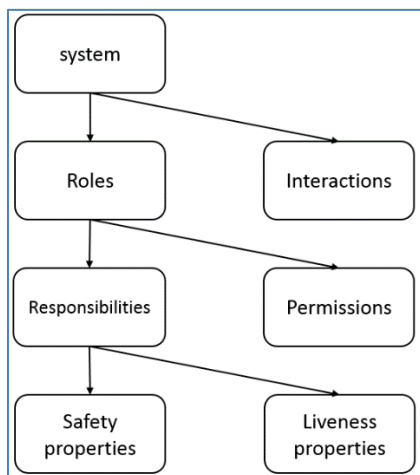 system
Roles
Interactions
Responsibilities
Permissions
Safety
properties
Liveness
properties